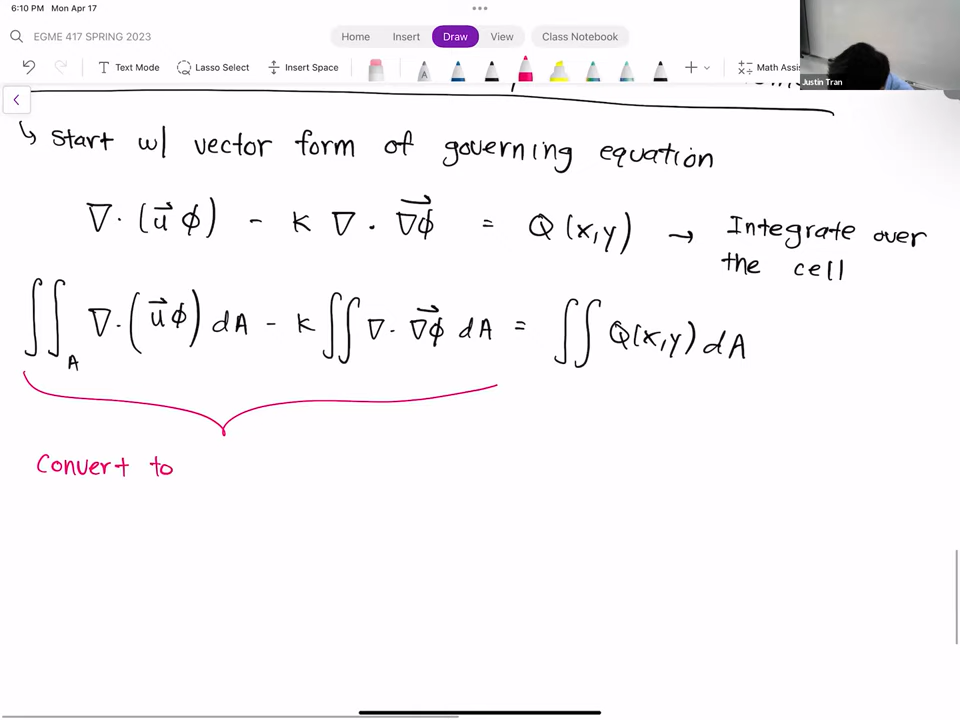 6:10 PM Mon Apr 17
EGME 417 SPRING 2023
Home Insert Draw View Class Notebook
Text Mode Lasso Select Insert Space Math Assis
Justin Tran
↳ Start w/ vector form of governing equation
∇·(u⃗ φ) - K ∇·∇⃗φ = Q(x,y) → Integrate over
the cell
∬_A ∇·(u⃗ φ) dA - K ∬ ∇·∇⃗φ dA = ∬ Q(x,y) dA
Convert to